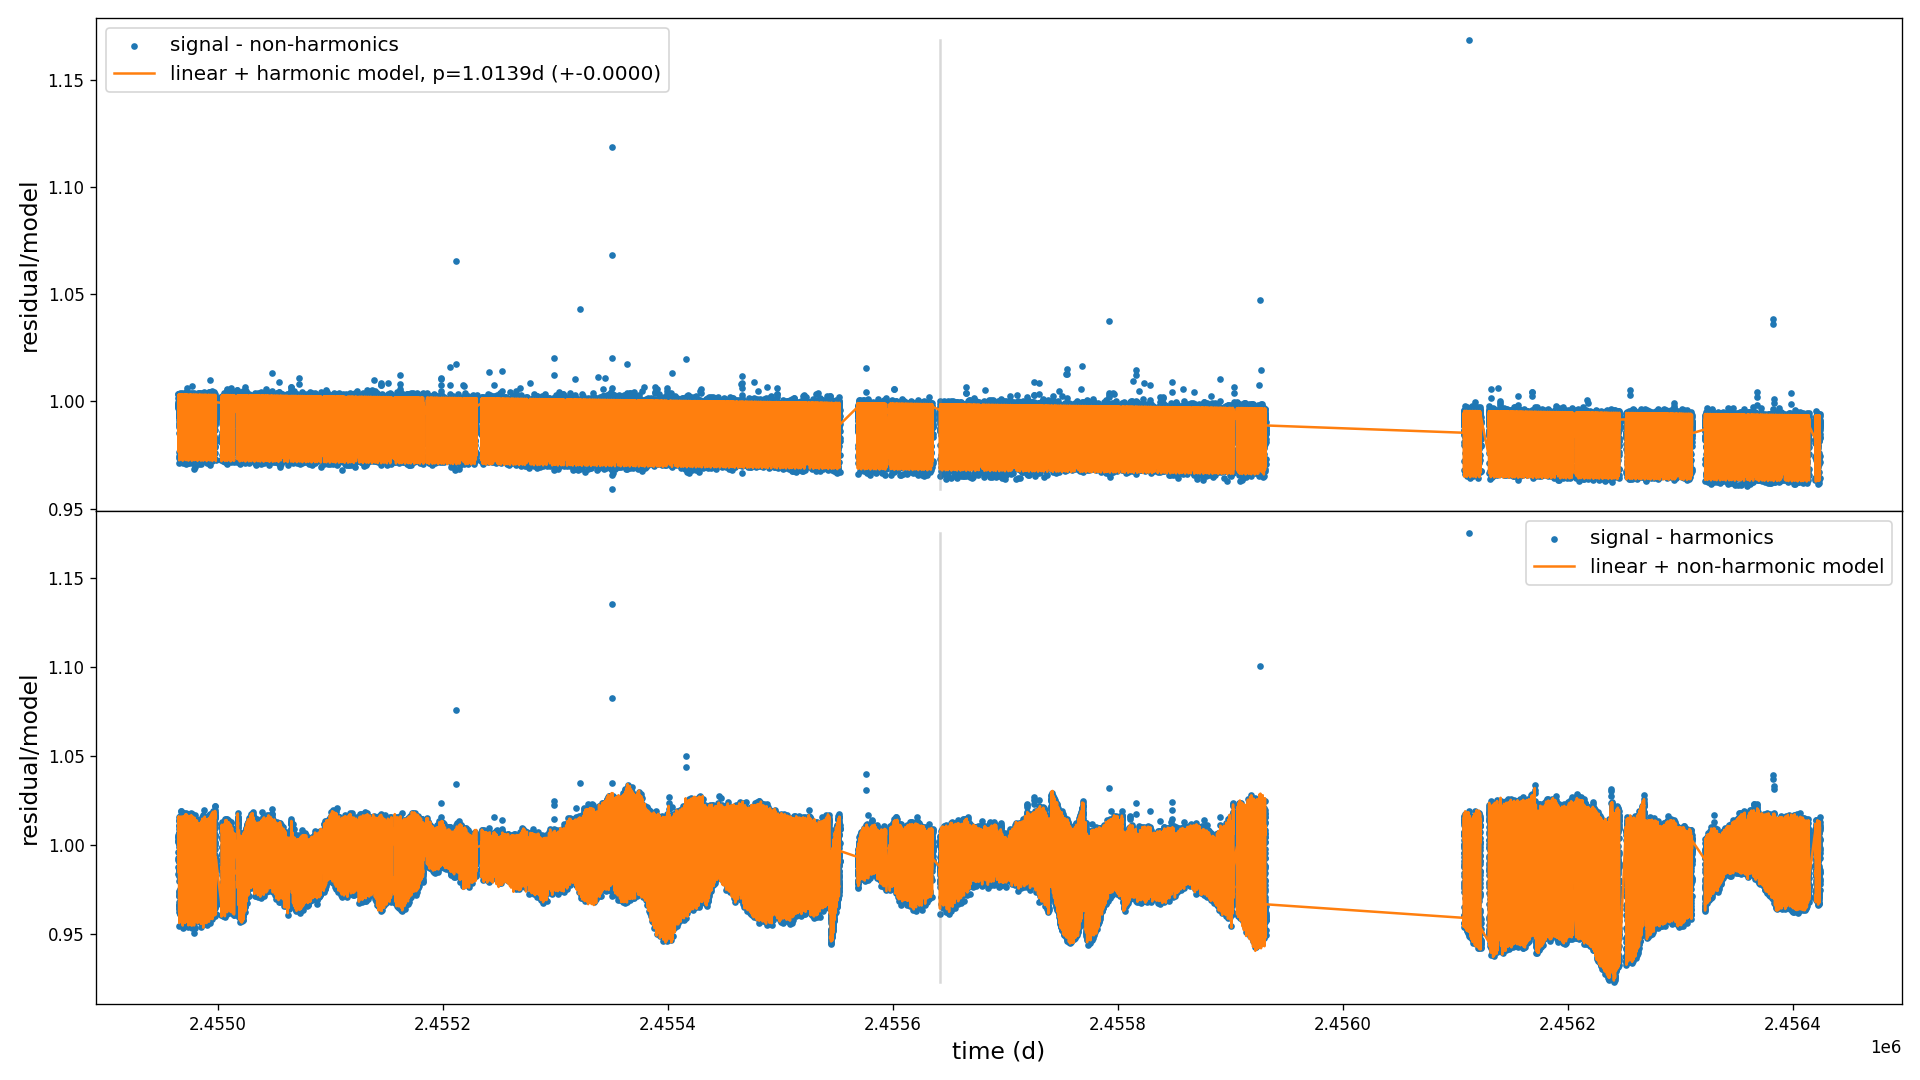 signal - non-harmonics
linear + harmonic model, p=1.0139d (+-0.0000)
residual/model
1.15
1.10
1.05
1.00
0.95
signal - harmonics
linear + non-harmonic model
residual/model
1.15
1.10
1.05
1.00
0.95
2.4550
2.4552
2.4554
2.4556
2.4558
2.4560
2.4562
2.4564
time (d)
1e6